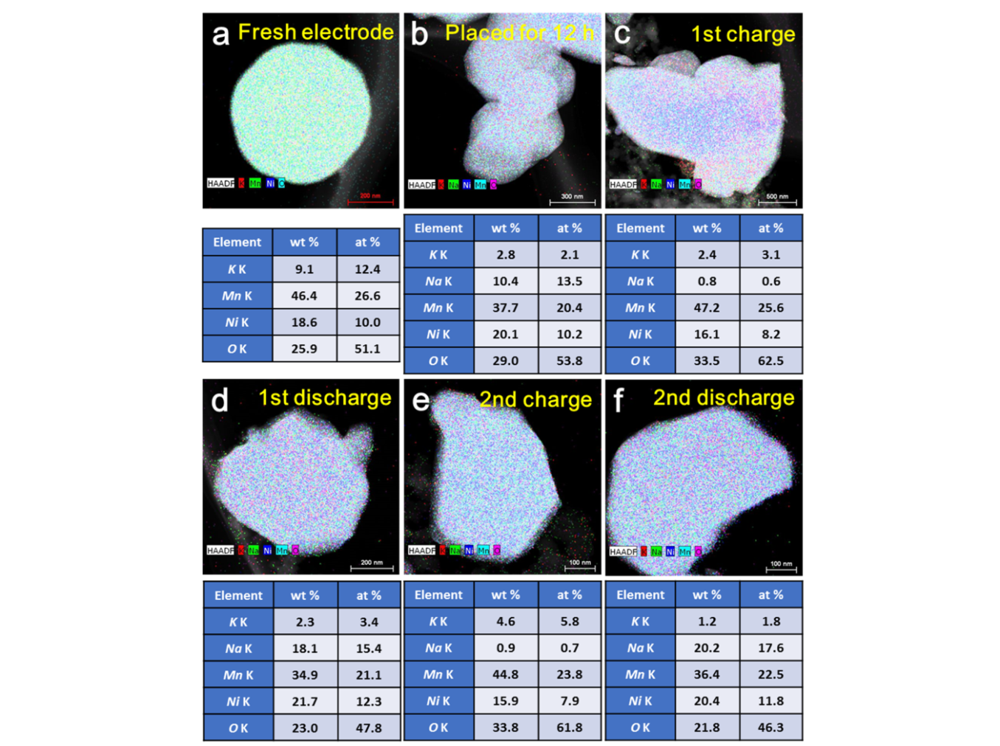 a Fresh electrode
HAADF K Mn Ni O
200 nm
b Placed for 12 h
HAADF K Na Ni Mn O
300 nm
c 1st charge
HAADF K Na Ni Mn O
500 nm
Element wt % at %
K K 9.1 12.4
Mn K 46.4 26.6
Ni K 18.6 10.0
O K 25.9 51.1
Element wt % at %
K K 2.8 2.1
Na K 10.4 13.5
Mn K 37.7 20.4
Ni K 20.1 10.2
O K 29.0 53.8
Element wt % at %
K K 2.4 3.1
Na K 0.8 0.6
Mn K 47.2 25.6
Ni K 16.1 8.2
O K 33.5 62.5
d 1st discharge
HAADF K Na Ni Mn O
200 nm
e 2nd charge
HAADF K Na Ni Mn O
100 nm
f 2nd discharge
HAADF K Na Ni Mn O
100 nm
Element wt % at %
K K 2.3 3.4
Na K 18.1 15.4
Mn K 34.9 21.1
Ni K 21.7 12.3
O K 23.0 47.8
Element wt % at %
K K 4.6 5.8
Na K 0.9 0.7
Mn K 44.8 23.8
Ni K 15.9 7.9
O K 33.8 61.8
Element wt % at %
K K 1.2 1.8
Na K 20.2 17.6
Mn K 36.4 22.5
Ni K 20.4 11.8
O K 21.8 46.3